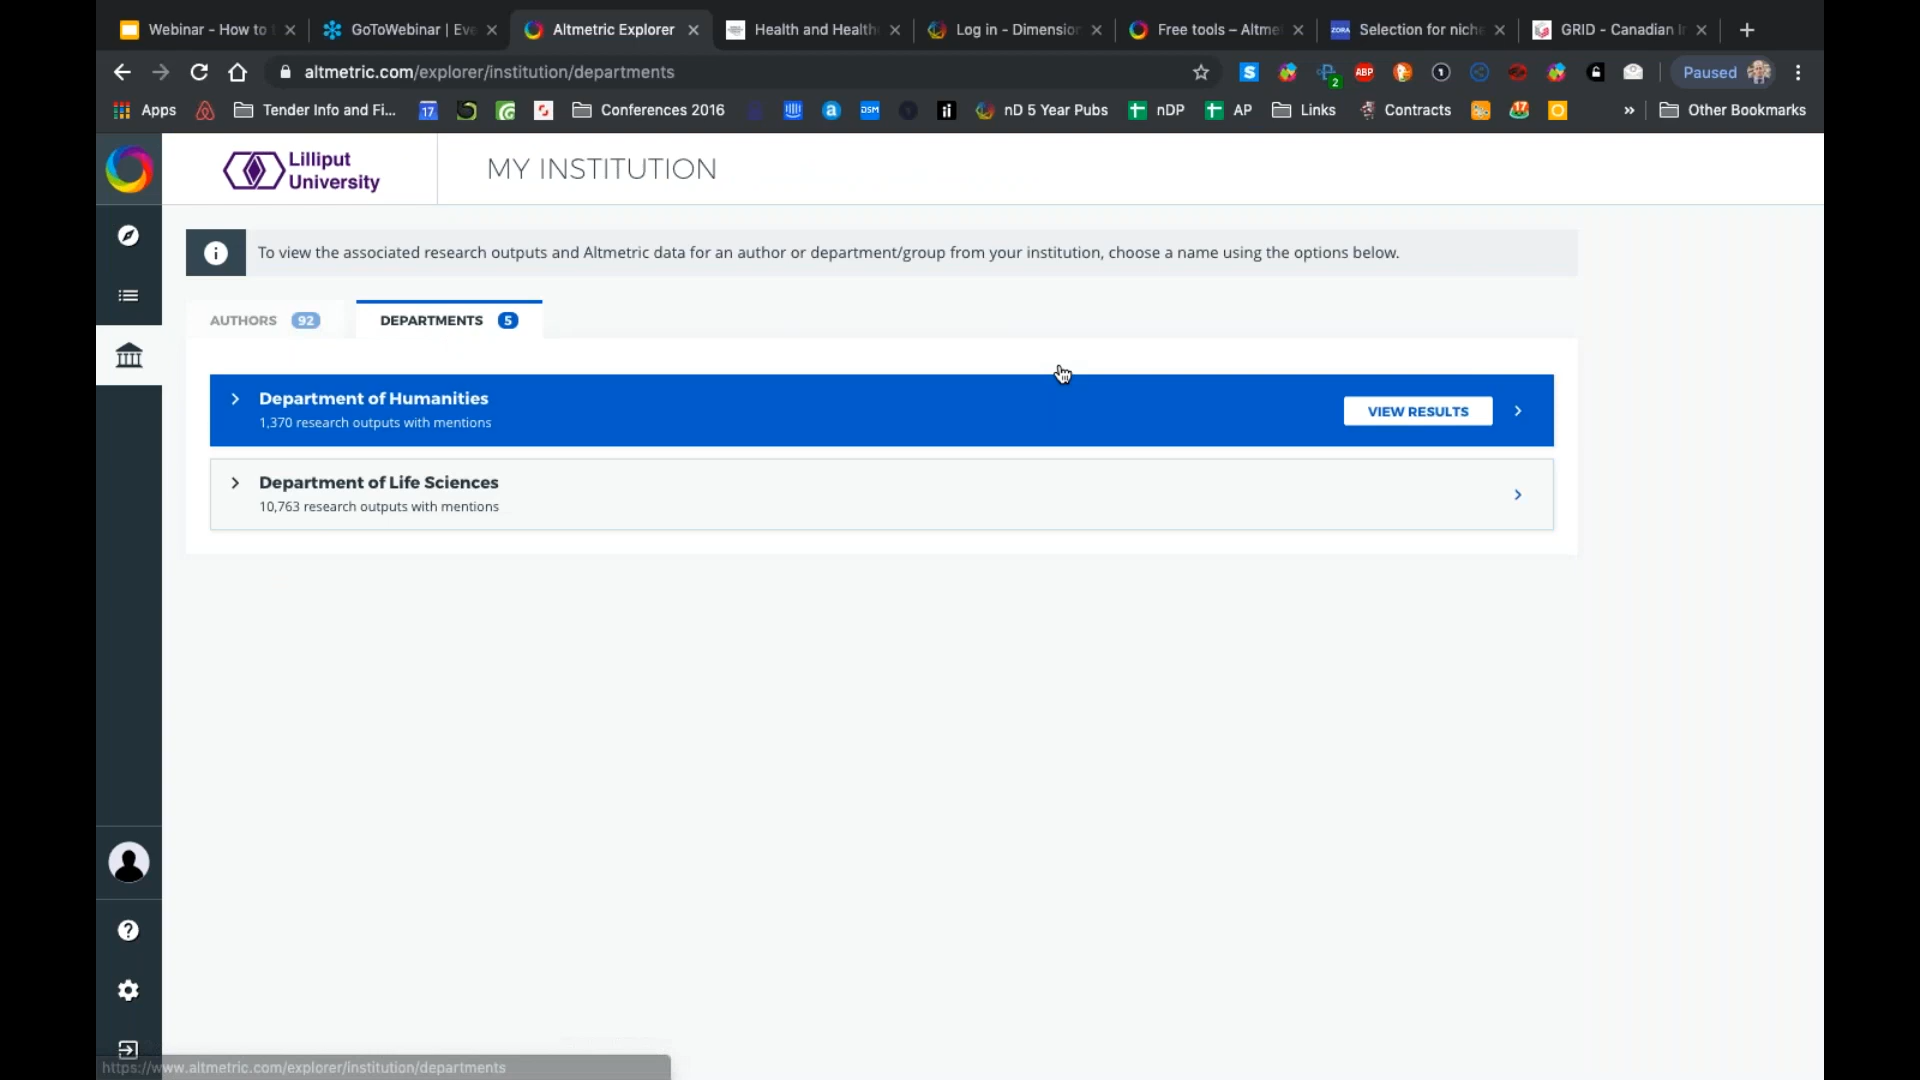 Webinar - How to
GoToWebinar | Eve
Altmetric Explorer
Health and Health
Log in - Dimension
Free tools – Altme
Selection for niche
GRID - Canadian
altmetric.com/explorer/institution/departments
Paused
Apps
Tender Info and Fi...
17
Conferences 2016
DSM
nD 5 Year Pubs
nDP
AP
Links
Contracts
Other Bookmarks
Lilliput
University
MY INSTITUTION
To view the associated research outputs and Altmetric data for an author or department/group from your institution, choose a name using the options below.
AUTHORS 92
DEPARTMENTS 5
Department of Humanities
1,370 research outputs with mentions
VIEW RESULTS
Department of Life Sciences
10,763 research outputs with mentions
https://www.altmetric.com/explorer/institution/departments